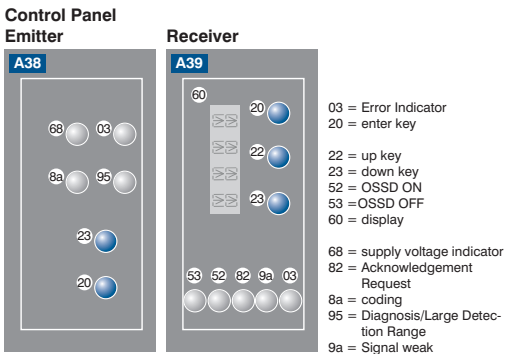 Control Panel
Emitter
Receiver
A38
A39
68 03
8a 95
23
20
60
20
22
23
53 52 82 9a 03
03 = Error Indicator
20 = enter key
22 = up key
23 = down key
52 = OSSD ON
53 =OSSD OFF
60 = display
68 = supply voltage indicator
82 = Acknowledgement
Request
8a = coding
95 = Diagnosis/Large Detec-
tion Range
9a = Signal weak